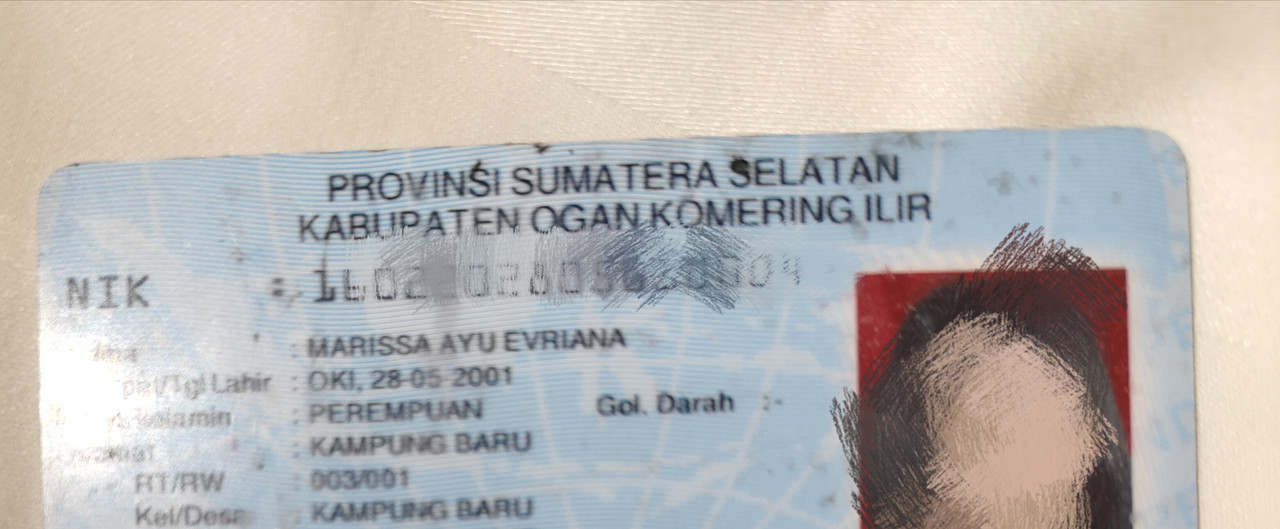 PROVINSI SUMATERA SELATAN
KABUPATEN OGAN KOMERING ILIR
NIK :
: MARISSA AYU EVRIANA
Lahir : OKI, 28-05-2001
: PEREMPUAN Gol. Darah :-
: KAMPUNG BARU
RT/RW : 003/001
Kel/Desa : KAMPUNG BARU